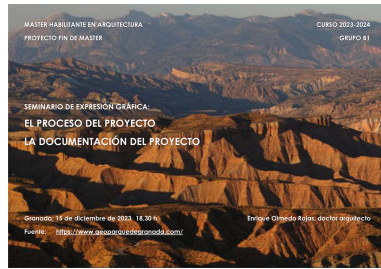 MASTER HABILITANTE EN ARQUITECTURA
CURSO 2023-2024
PROYECTO FIN DE MASTER
GRUPO B1
SEMINARIO DE EXPRESIÓN GRÁFICA:
EL PROCESO DEL PROYECTO
LA DOCUMENTACIÓN DEL PROYECTO
Granada, 15 de diciembre de 2023, 18,30 h
Enrique Olmedo Rojas, doctor arquitecto
Fuente: https://www.geoparquedegranada.com/